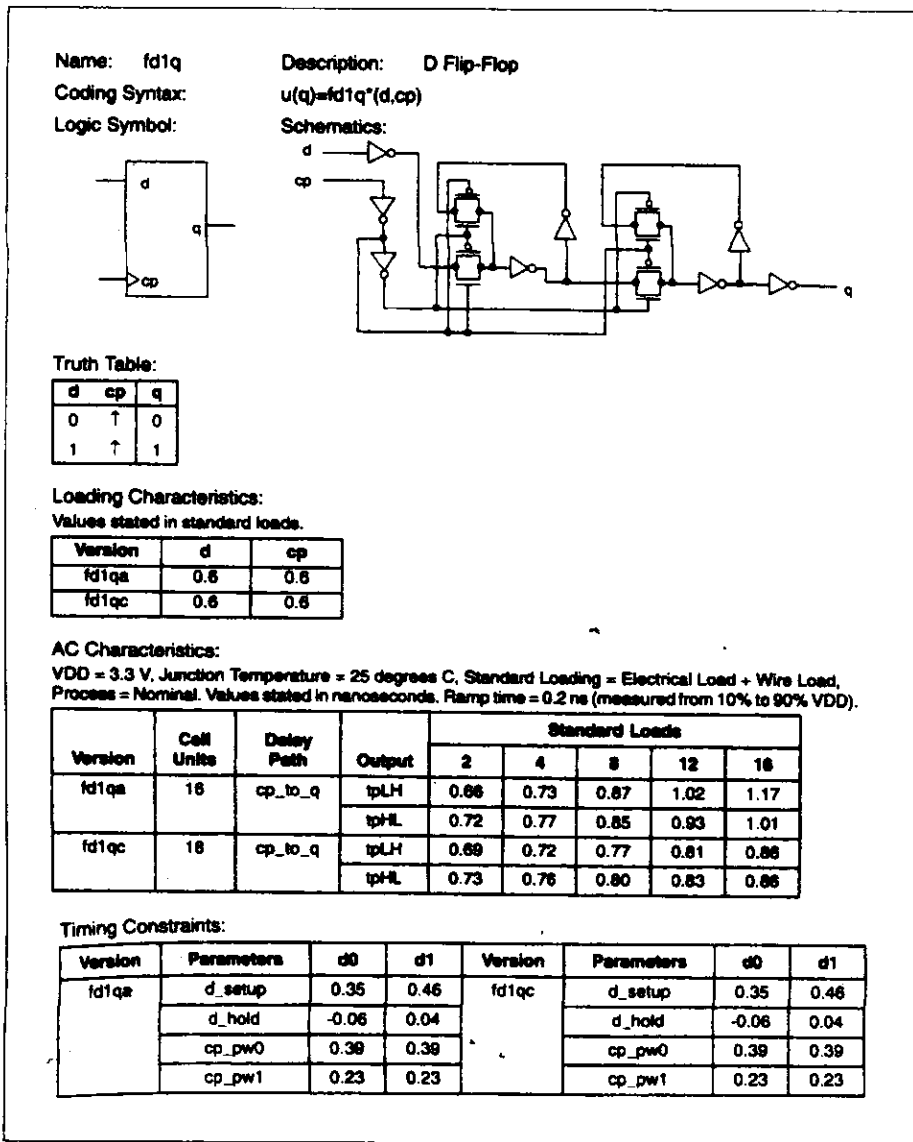 Name: fd1q Description: D Flip-Flop
Coding Syntax: u(q)=fd1q*(d,cp)
Logic Symbol: Schematics:
d
cp
d
q
cp
q
Truth Table:
d cp q
0 ↑ 0
1 ↑ 1
Loading Characteristics:
Values stated in standard loads.
Version d cp
fd1qa 0.6 0.6
fd1qc 0.6 0.6
AC Characteristics:
VDD = 3.3 V, Junction Temperature = 25 degrees C, Standard Loading = Electrical Load + Wire Load,
Process = Nominal. Values stated in nanoseconds. Ramp time = 0.2 ns (measured from 10% to 90% VDD).
Version Cell Units Delay Path Output Standard Loads
2 4 8 12 16
fd1qa 16 cp_to_q tpLH 0.66 0.73 0.87 1.02 1.17
tpHL 0.72 0.77 0.85 0.93 1.01
fd1qc 16 cp_to_q tpLH 0.69 0.72 0.77 0.81 0.86
tpHL 0.73 0.76 0.80 0.83 0.86
Timing Constraints:
Version Parameters d0 d1 Version Parameters d0 d1
fd1qa d_setup 0.35 0.46 fd1qc d_setup 0.35 0.46
d_hold -0.06 0.04 d_hold -0.06 0.04
cp_pw0 0.39 0.39 cp_pw0 0.39 0.39
cp_pw1 0.23 0.23 cp_pw1 0.23 0.23